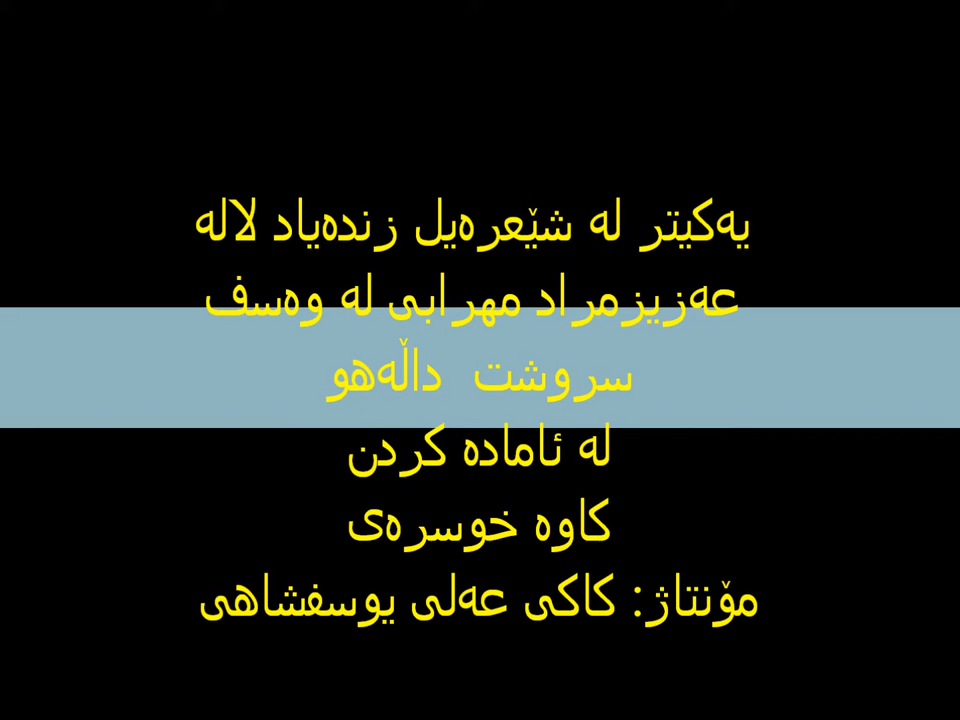 یەکیتر لە شێعرەیل زندەیاد لالە
عەزیزمراد مهرابی لە وەسف
سروشت داڵەهو
لە ئامادە کردن
کاوە خوسرەی
مۆنتاژ: کاکی عەلی یوسفشاهی